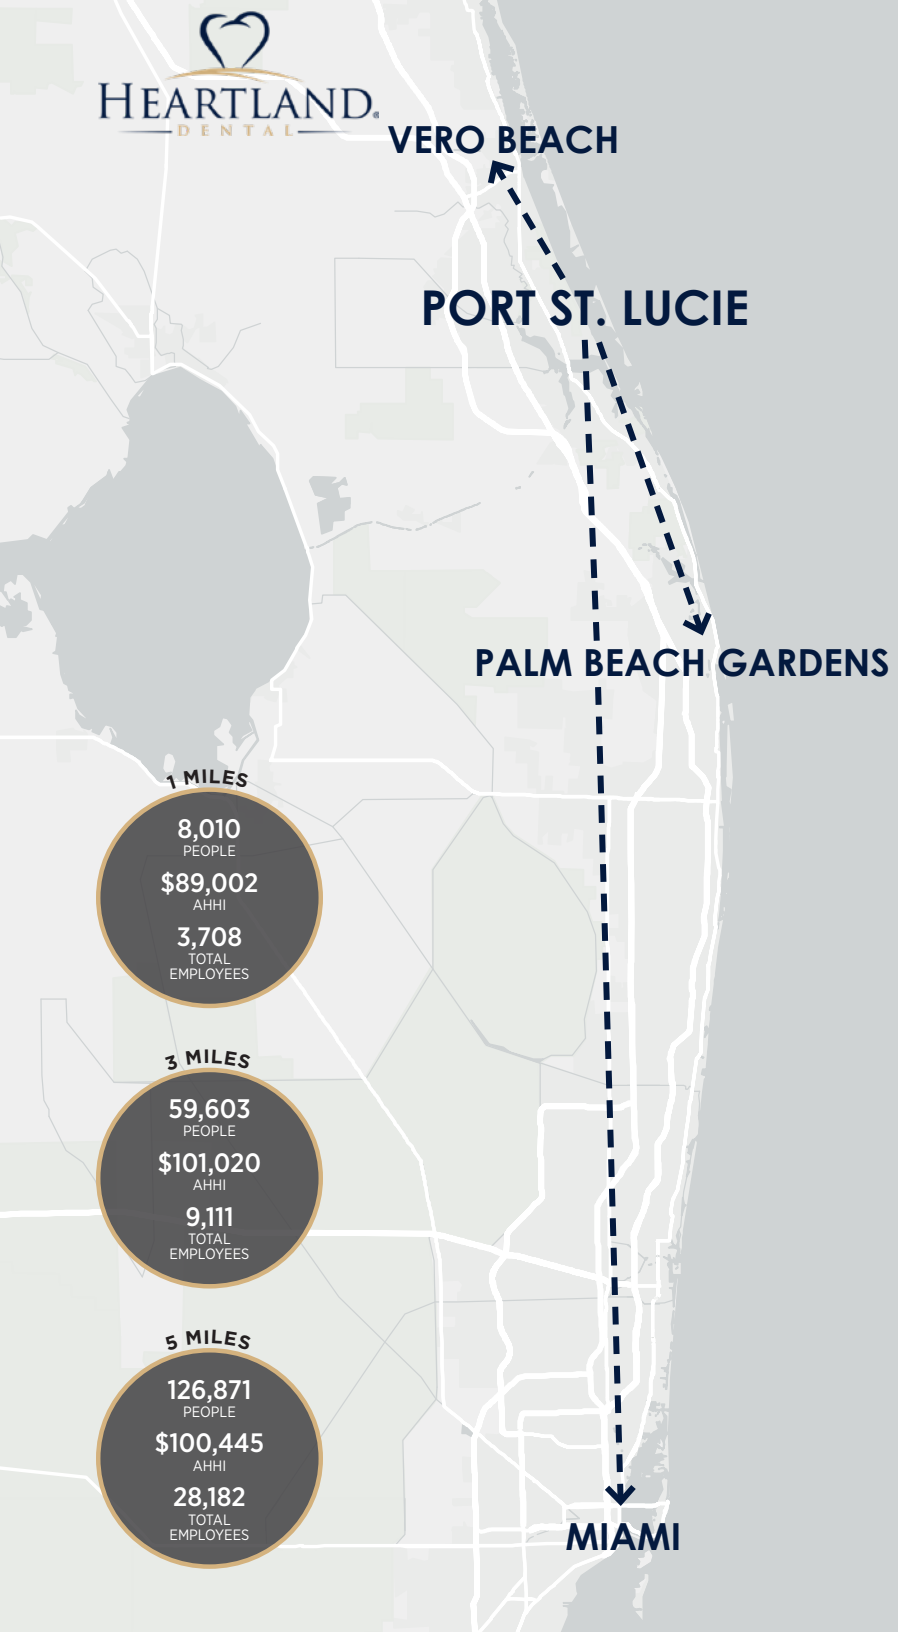 HEARTLAND®
DENTAL
VERO BEACH
PORT ST. LUCIE
PALM BEACH GARDENS
1 MILES
8,010
PEOPLE
$89,002
AHHI
3,708
TOTAL
EMPLOYEES
3 MILES
59,603
PEOPLE
$101,020
AHHI
9,111
TOTAL
EMPLOYEES
5 MILES
126,871
PEOPLE
$100,445
AHHI
28,182
TOTAL
EMPLOYEES
MIAMI